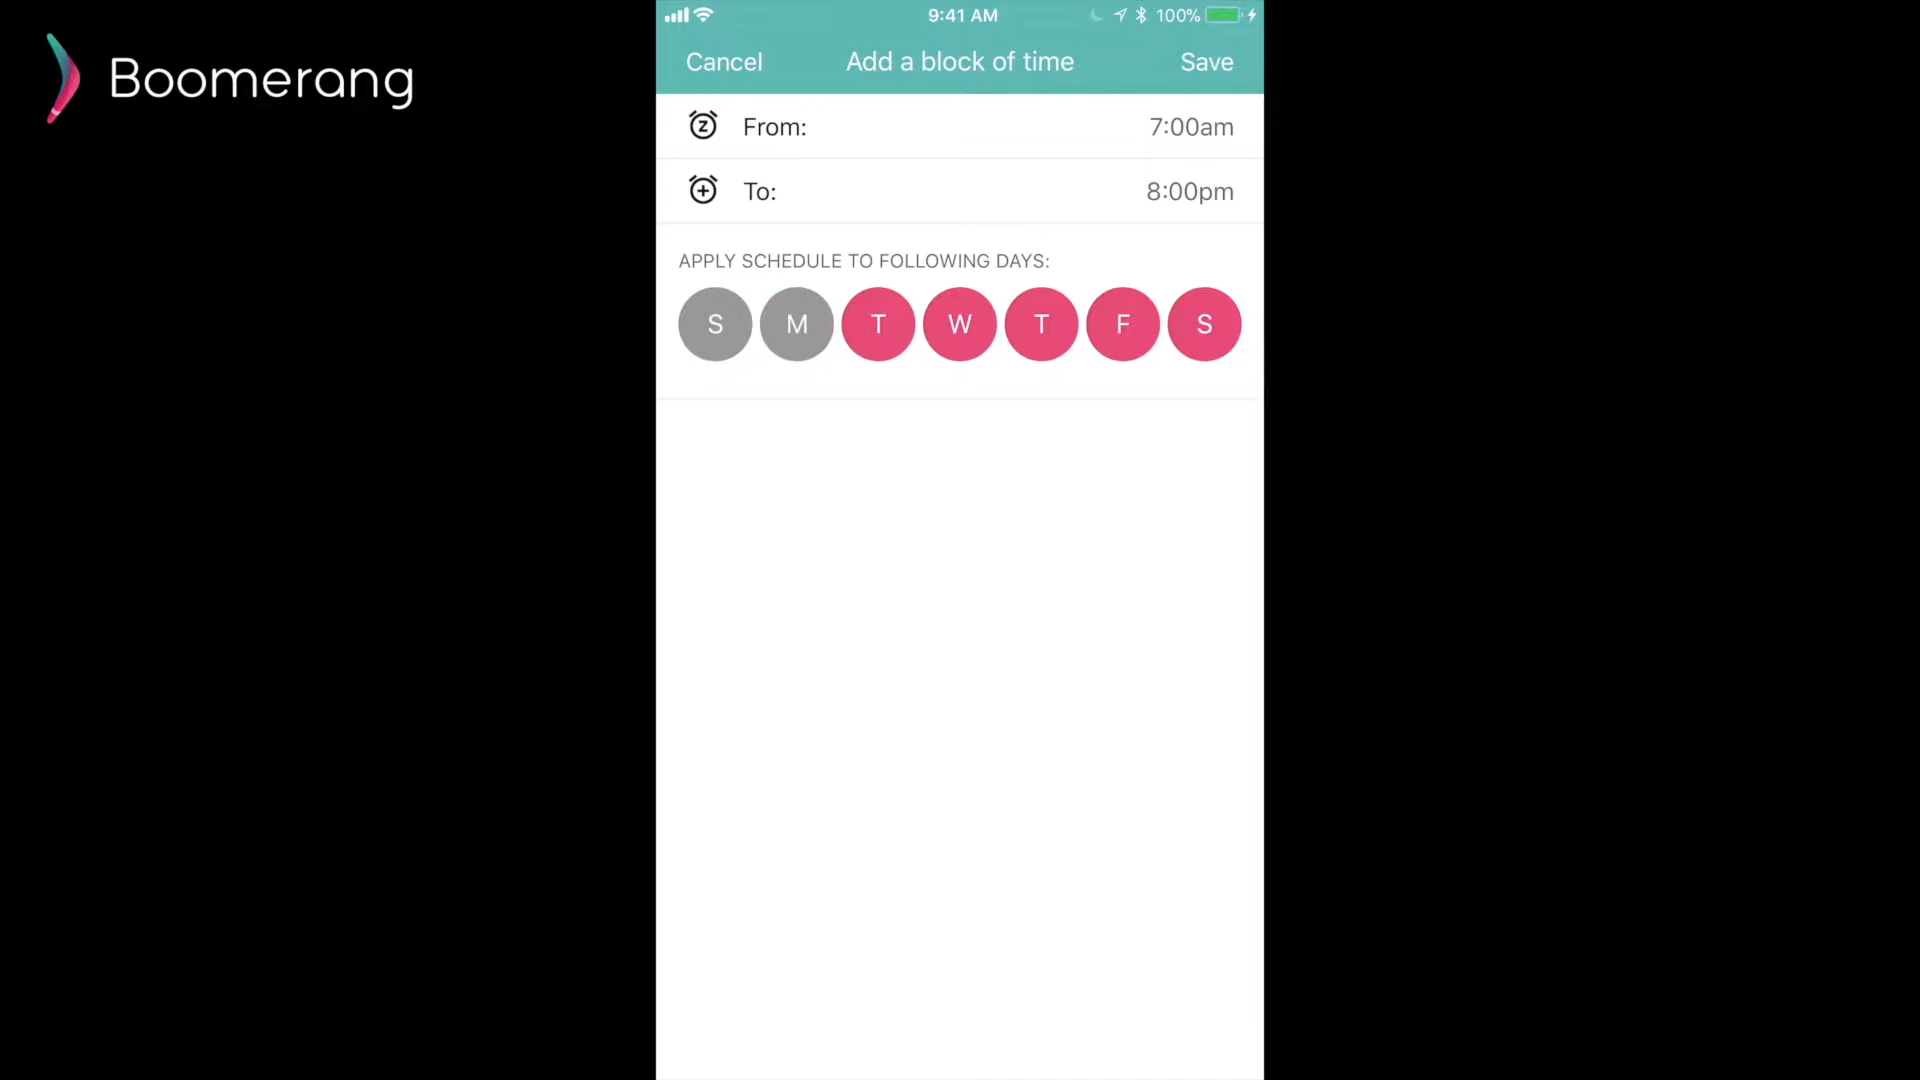 Boomerang
9:41 AM 100%
Cancel Add a block of time Save
From: 7:00am
To: 8:00pm
APPLY SCHEDULE TO FOLLOWING DAYS:
S M T W T F S